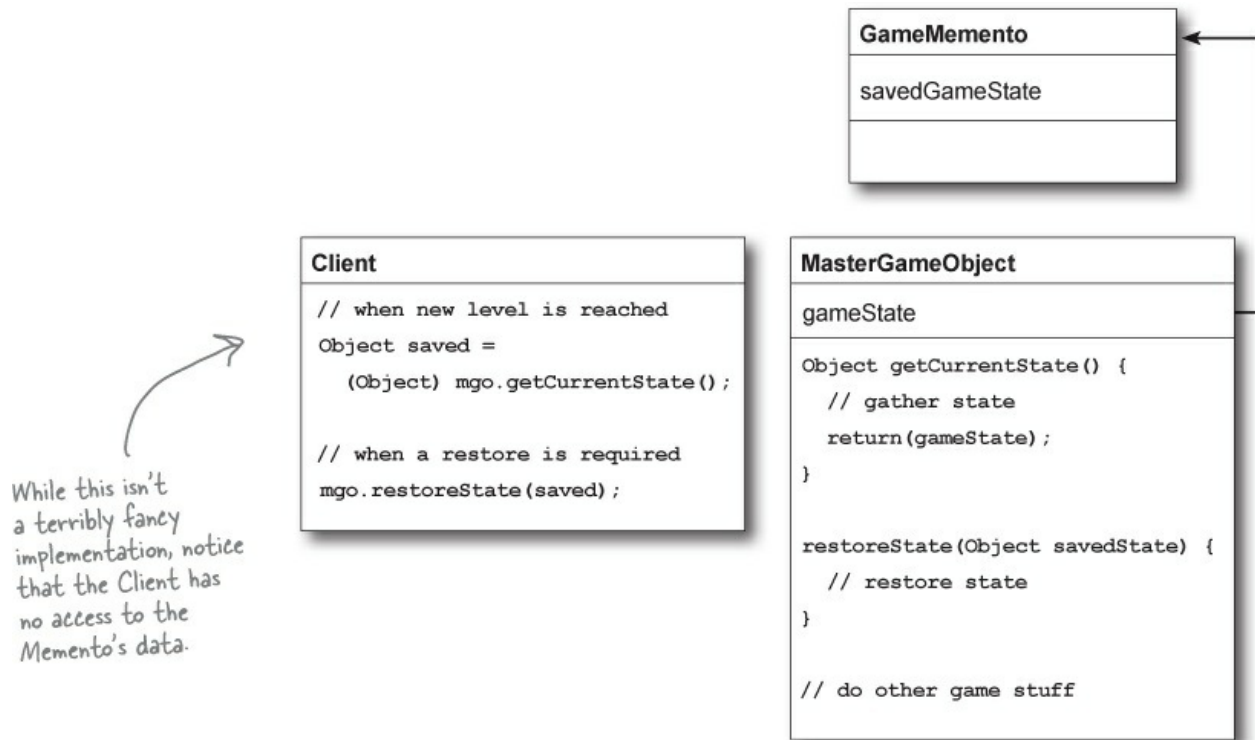 GameMemento
savedGameState
Client
// when new level is reached
Object saved =
(Object) mgo.getCurrentState();
// when a restore is required
mgo.restoreState(saved);
MasterGameObject
gameState
Object getCurrentState() {
// gather state
return(gameState);
}
restoreState(Object savedState) {
// restore state
}
// do other game stuff
While this isn't
a terribly fancy
implementation, notice
that the Client has
no access to the
Memento's data.